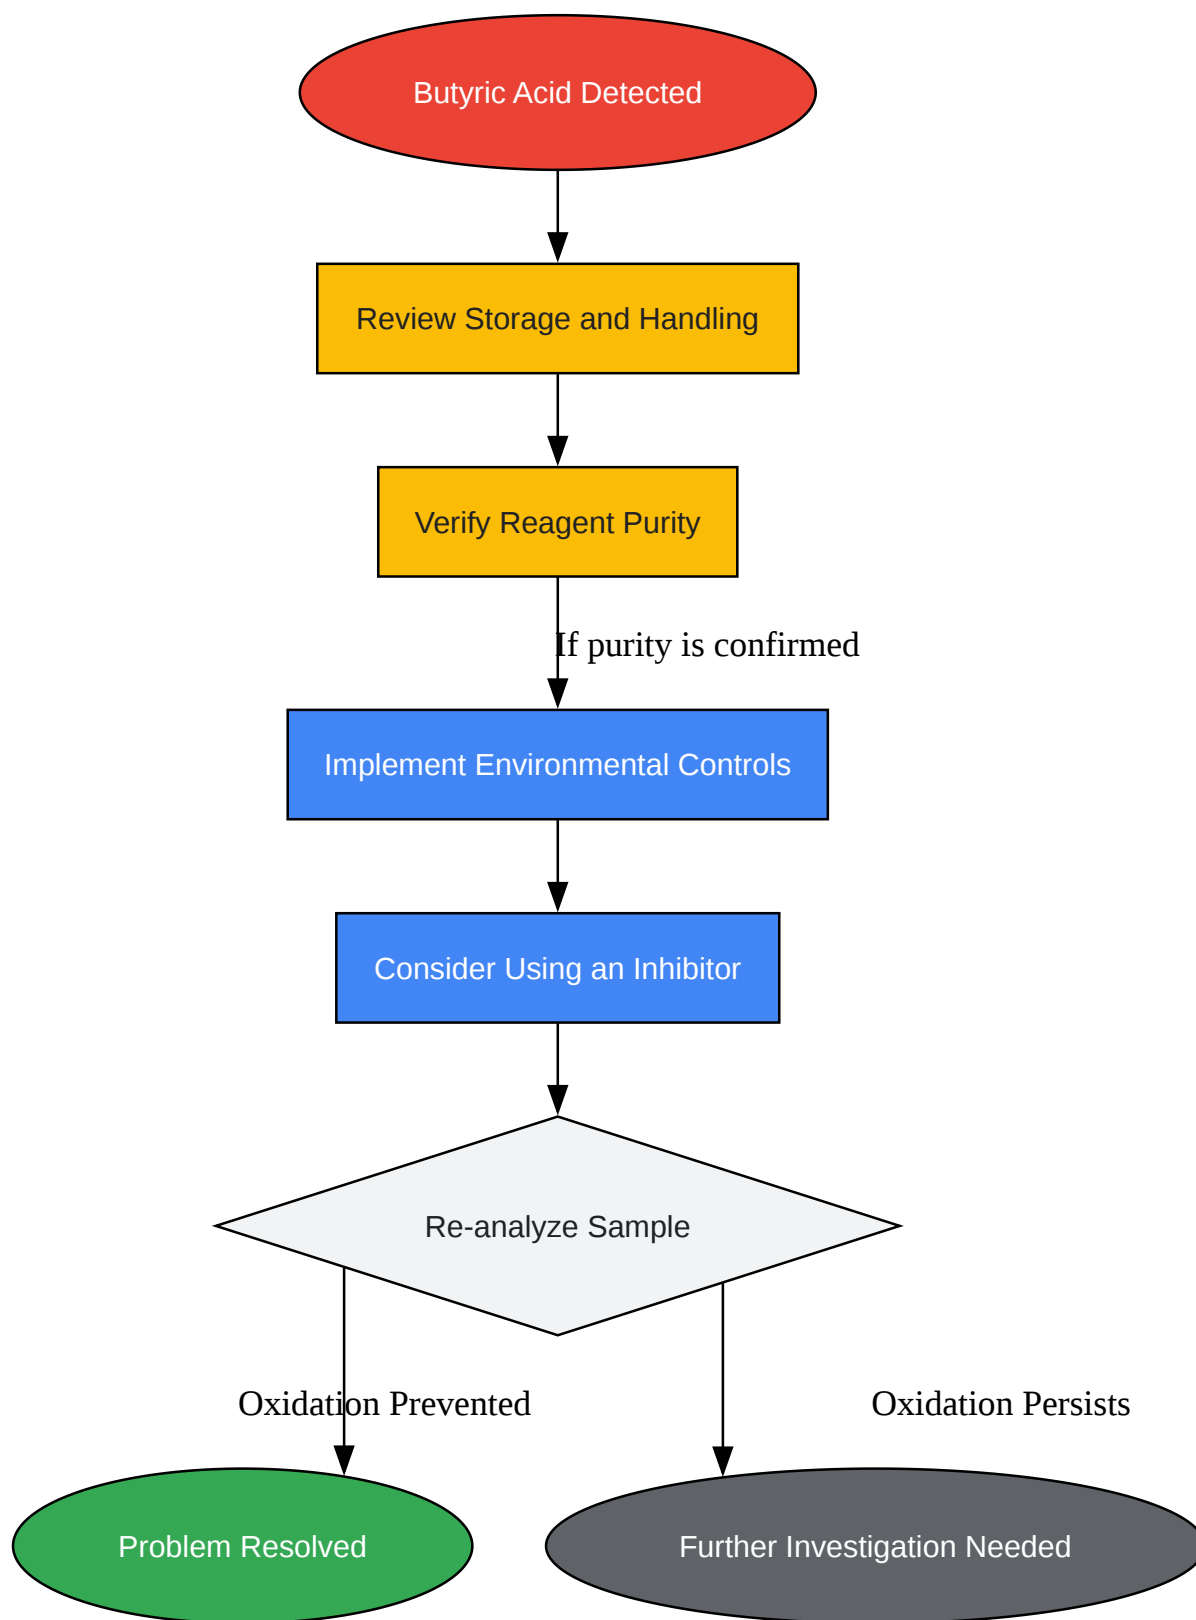 Butyric Acid Detected
Review Storage and Handling
Verify Reagent Purity
If purity is confirmed
Implement Environmental Controls
Consider Using an Inhibitor
Re-analyze Sample
Oxidation Prevented
Oxidation Persists
Problem Resolved
Further Investigation Needed